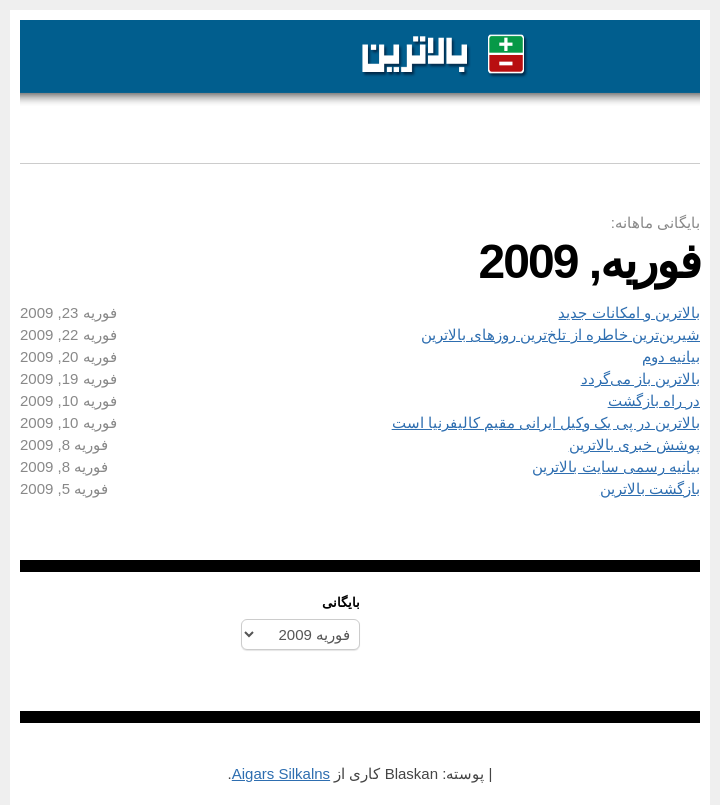 بالاترین
بایگانی ماهانه:
فوریه, 2009
بالاترین و امکانات جدید فوریه 23, 2009
شیرین‌ترین خاطره از تلخ‌ترین روزهای بالاترین فوریه 22, 2009
بیانیه دوم فوریه 20, 2009
بالاترین باز می‌گردد فوریه 19, 2009
در راه بازگشت فوریه 10, 2009
بالاترین در پی یک وکیل ایرانی مقیم کالیفرنیا است فوریه 10, 2009
پوشش خبری بالاترین فوریه 8, 2009
بیانیه رسمی سایت بالاترین فوریه 8, 2009
بازگشت بالاترین فوریه 5, 2009
بایگانی
فوریه 2009
| پوسته: Blaskan کاری از Aigars Silkalns.